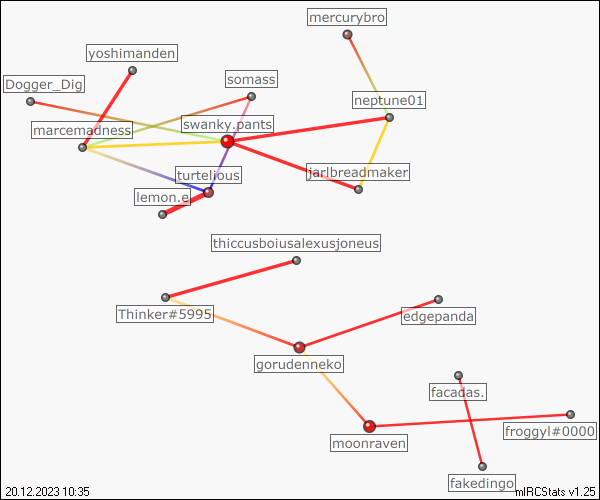 mercurybro
yoshimanden
somass
Dogger_Dig
neptune01
swanky.pants
marcemadness
jarlbreadmaker
turtelious
lemon.e
thiccusboiusalexusjoneus
Thinker#5995
edgepanda
gorudenneko
facadas.
froggyl#0000
moonraven
fakedingo
20.12.2023 10:35
mIRCStats v1.25